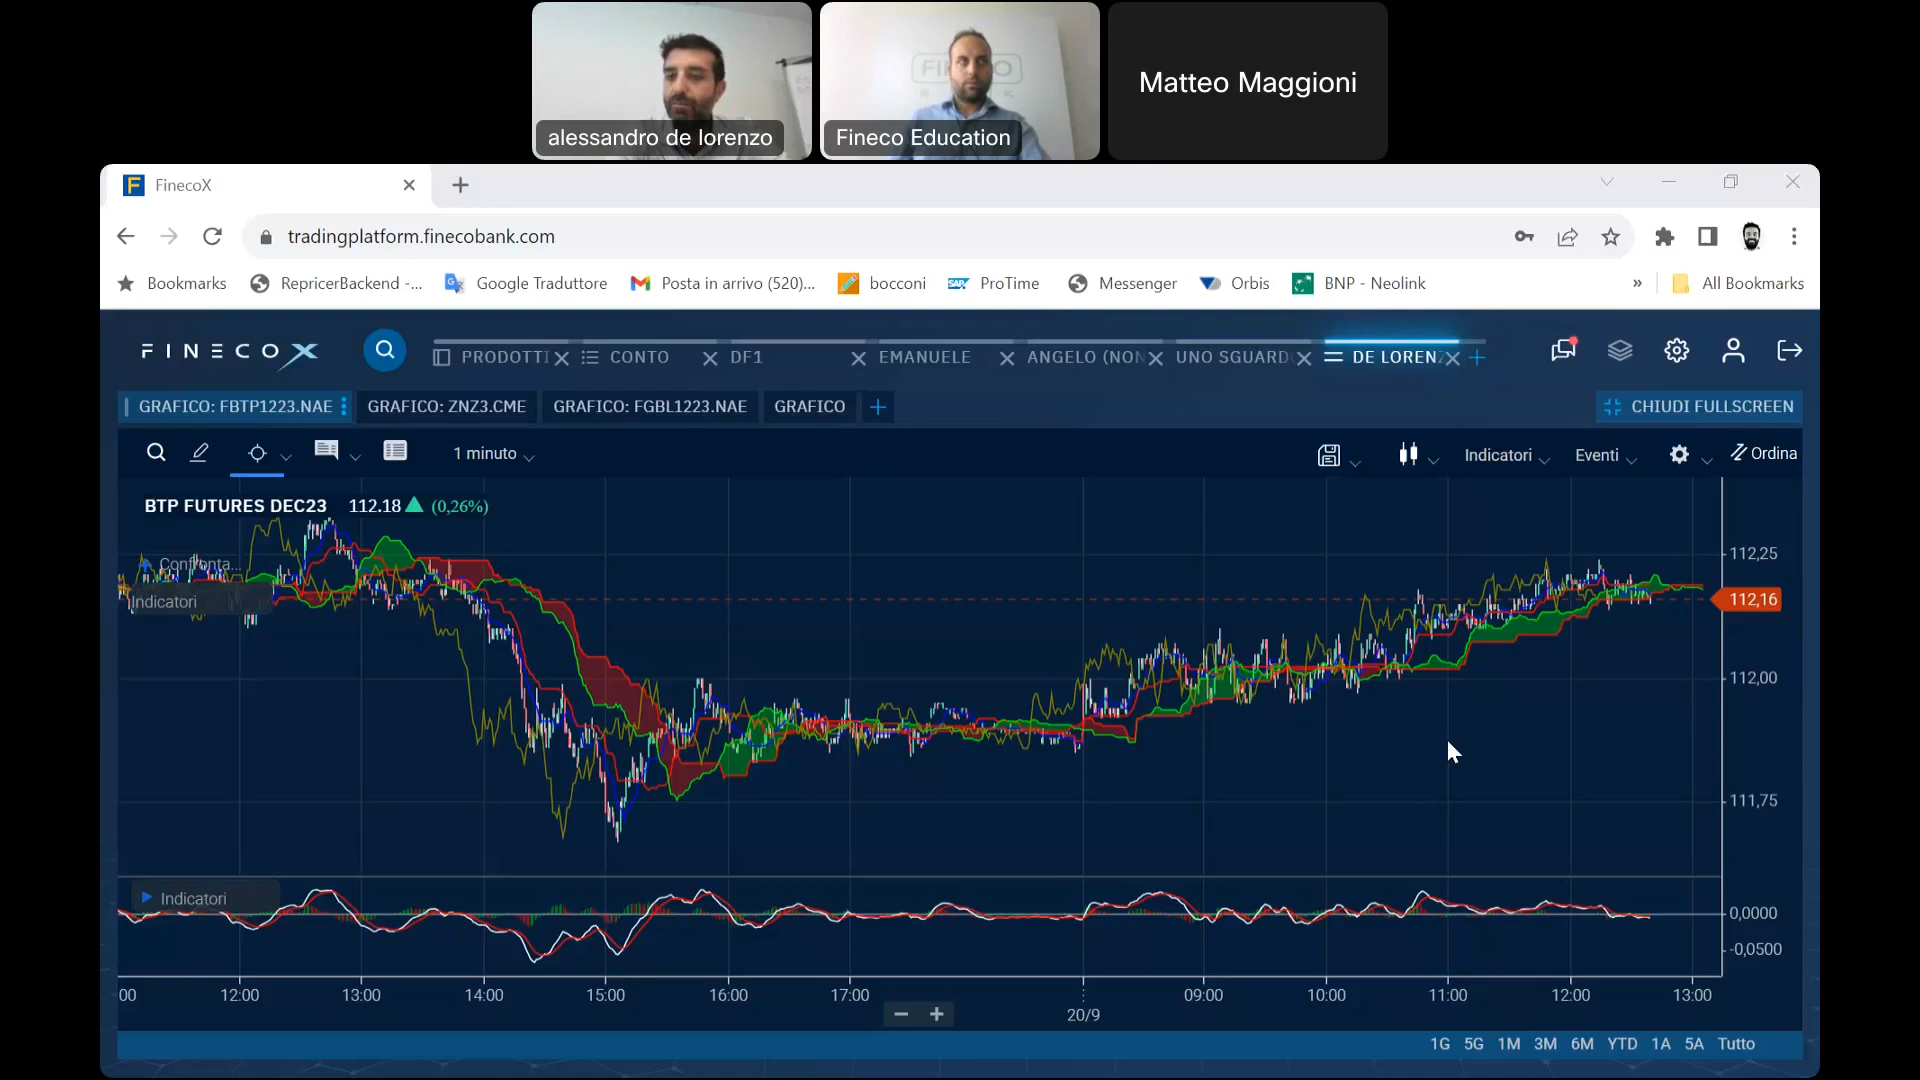 Matteo Maggioni
alessandro de lorenzo
Fineco Education
FinecoX
tradingplatform.finecobank.com
Bookmarks RepricerBackend -... Google Traduttore Posta in arrivo (520)... bocconi SAP ProTime Messenger Orbis BNP - Neolink » All Bookmarks
FINECOX PRODOTTI CONTO DF1 EMANUELE ANGELO (NON UNO SGUARD DE LOREN
GRAFICO: FBTP1223.NAE GRAFICO: ZNZ3.CME GRAFICO: FGBL1223.NAE GRAFICO + CHIUDI FULLSCREEN
1 minuto Indicatori Eventi Ordina
BTP FUTURES DEC23 112.18 (0,26%)
Confronta...
Indicatori
112,25
112,16
112,00
111,75
Indicatori
0,0000
-0,0500
00 12:00 13:00 14:00 15:00 16:00 17:00 09:00 10:00 11:00 12:00 13:00
20/9
1G 5G 1M 3M 6M YTD 1A 5A Tutto